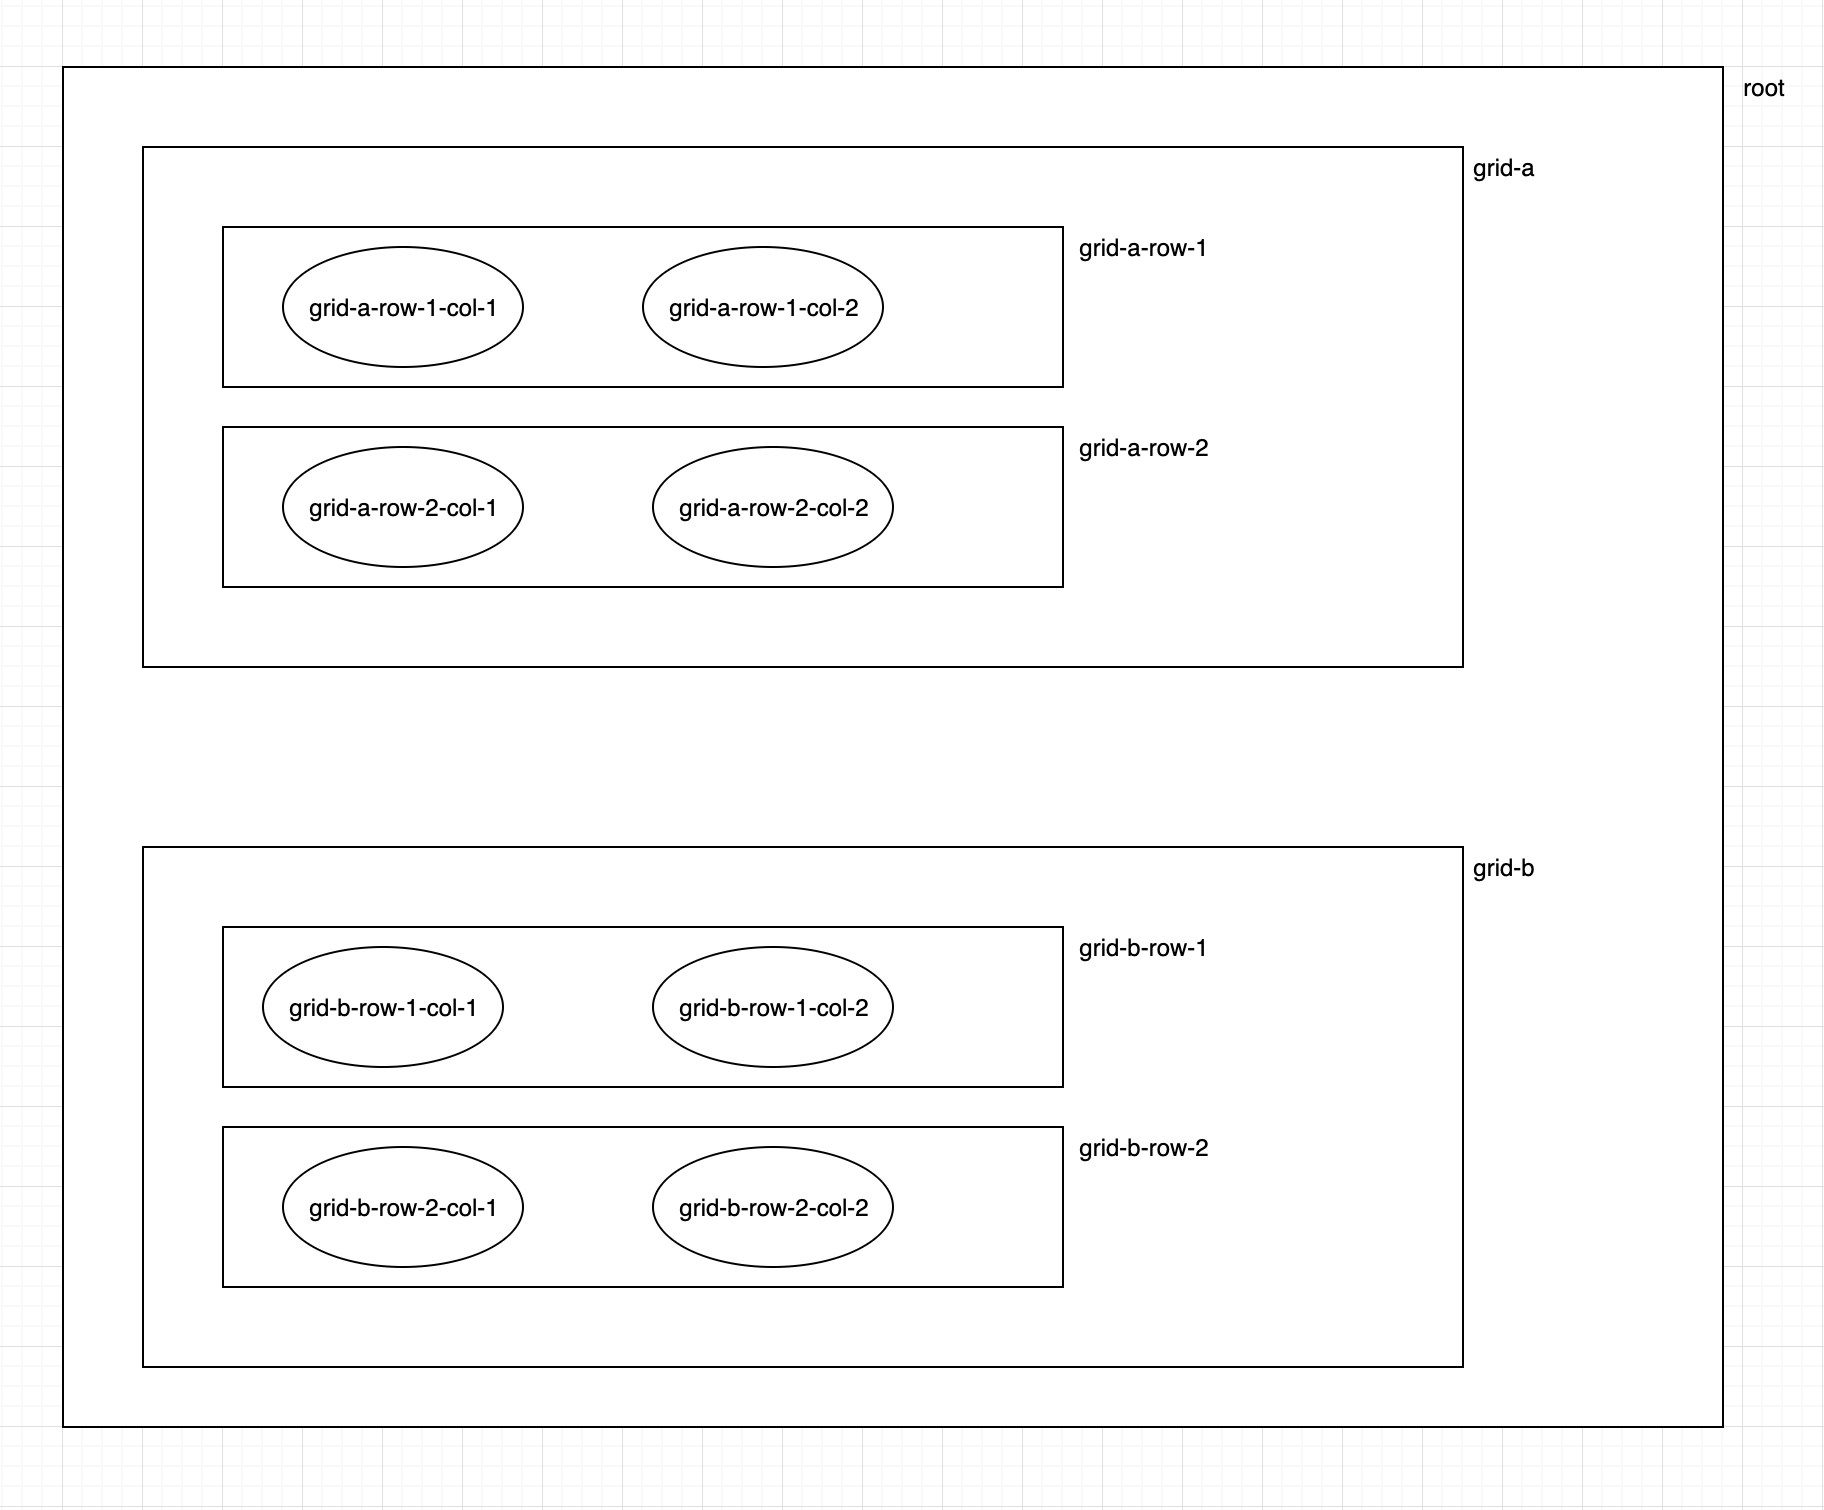 root
grid-a
grid-a-row-1
grid-a-row-1-col-1
grid-a-row-1-col-2
grid-a-row-2
grid-a-row-2-col-1
grid-a-row-2-col-2
grid-b
grid-b-row-1
grid-b-row-1-col-1
grid-b-row-1-col-2
grid-b-row-2
grid-b-row-2-col-1
grid-b-row-2-col-2